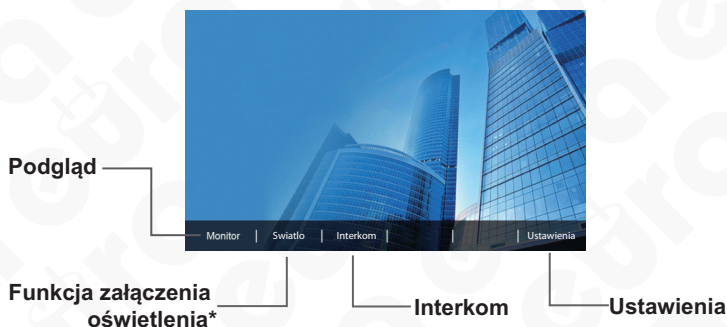 Podgląd
Monitor | Swiatlo | Interkom | | | Ustawienia
Funkcja załączenia
oświetlenia*
Interkom
Ustawienia